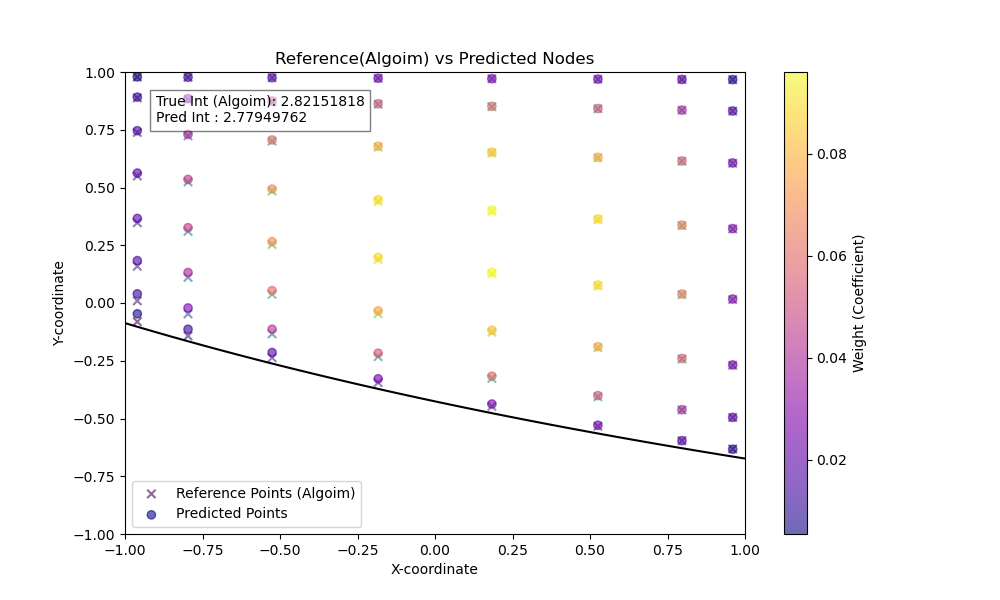 Reference(Algoim) vs Predicted Nodes
True Int (Algoim): 2.82151818
Pred Int : 2.77949762
1.00
0.75
0.50
0.25
0.00
−0.25
−0.50
−0.75
−1.00
Y-coordinate
Reference Points (Algoim)
Predicted Points
−1.00 −0.75 −0.50 −0.25 0.00 0.25 0.50 0.75 1.00
X-coordinate
0.08
0.06
0.04
0.02
Weight (Coefficient)